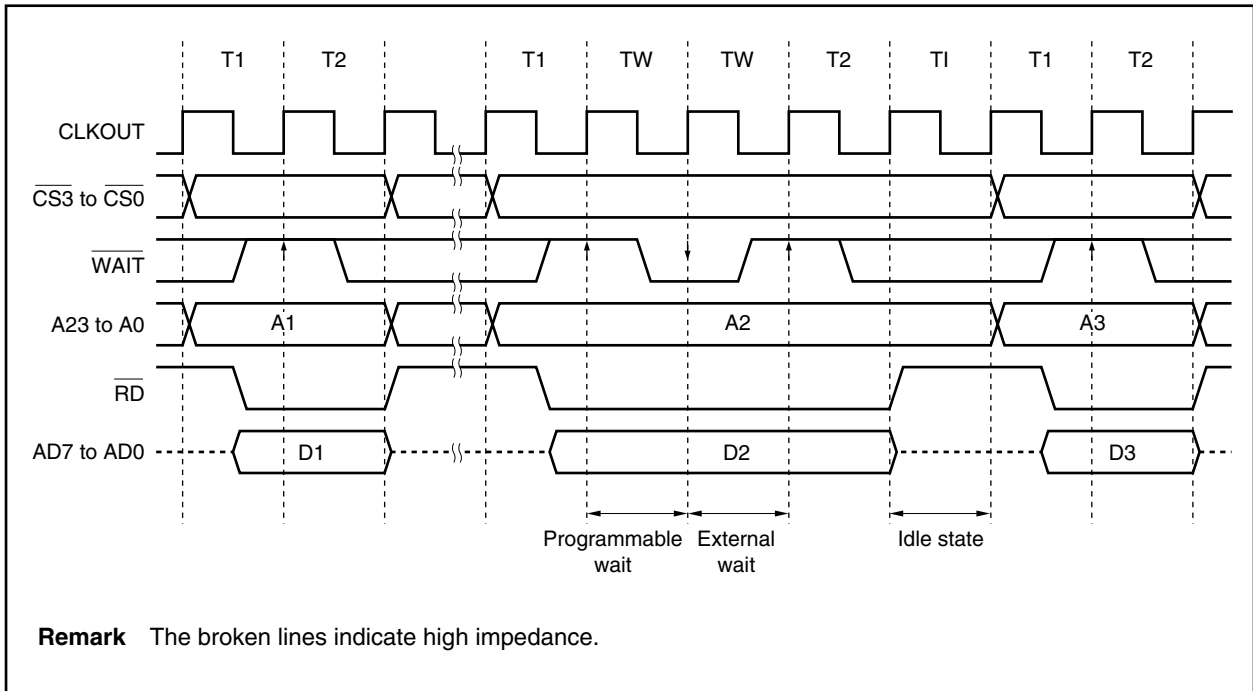 T1 T2 T1 TW TW T2 TI T1 T2
CLKOUT
CS3 to CS0
WAIT
A23 to A0 A1 A2 A3
RD
AD7 to AD0 D1 D2 D3
Programmable wait
External wait
Idle state
Remark The broken lines indicate high impedance.